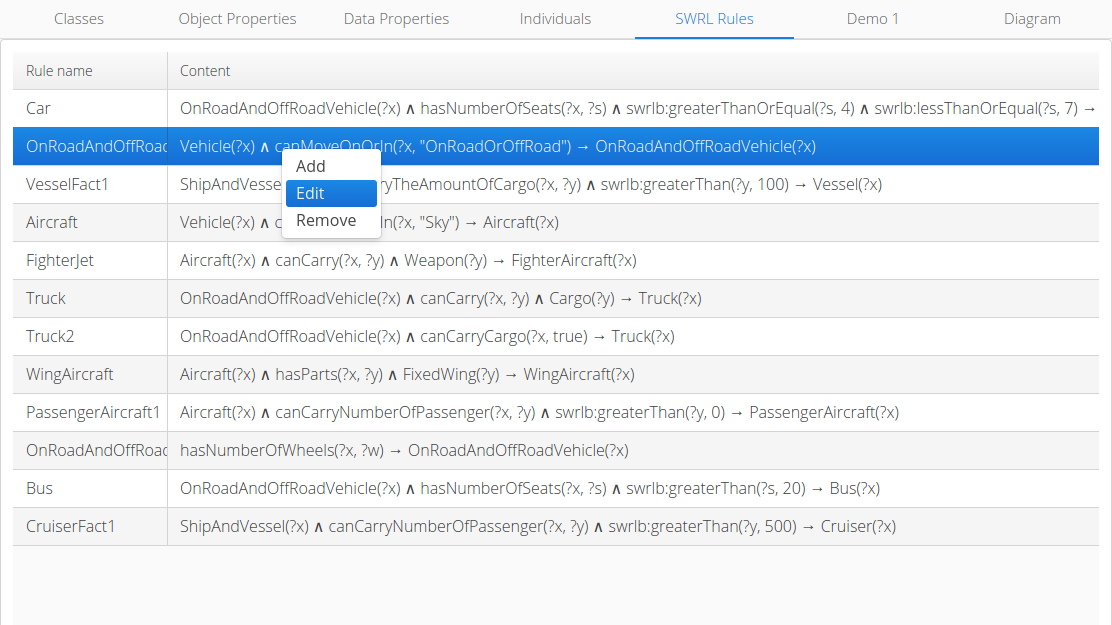 Classes Object Properties Data Properties Individuals SWRL Rules Demo 1 Diagram
Rule name Content
Car OnRoadAndOffRoadVehicle(?x) ∧ hasNumberOfSeats(?x, ?s) ∧ swrlb:greaterThanOrEqual(?s, 4) ∧ swrlb:lessThanOrEqual(?s, 7) →
OnRoadAndOffRoad Vehicle(?x) ∧ canMoveOnOrIn(?x, "OnRoadOrOffRoad") → OnRoadAndOffRoadVehicle(?x)
Add
VesselFact1 ShipAndVesse ryTheAmountOfCargo(?x, ?y) ∧ swrlb:greaterThan(?y, 100) → Vessel(?x)
Edit
Aircraft Vehicle(?x) ∧ c In(?x, "Sky") → Aircraft(?x)
Remove
FighterJet Aircraft(?x) ∧ canCarry(?x, ?y) ∧ Weapon(?y) → FighterAircraft(?x)
Truck OnRoadAndOffRoadVehicle(?x) ∧ canCarry(?x, ?y) ∧ Cargo(?y) → Truck(?x)
Truck2 OnRoadAndOffRoadVehicle(?x) ∧ canCarryCargo(?x, true) → Truck(?x)
WingAircraft Aircraft(?x) ∧ hasParts(?x, ?y) ∧ FixedWing(?y) → WingAircraft(?x)
PassengerAircraft1 Aircraft(?x) ∧ canCarryNumberOfPassenger(?x, ?y) ∧ swrlb:greaterThan(?y, 0) → PassengerAircraft(?x)
OnRoadAndOffRoad hasNumberOfWheels(?x, ?w) → OnRoadAndOffRoadVehicle(?x)
Bus OnRoadAndOffRoadVehicle(?x) ∧ hasNumberOfSeats(?x, ?s) ∧ swrlb:greaterThan(?s, 20) → Bus(?x)
CruiserFact1 ShipAndVessel(?x) ∧ canCarryNumberOfPassenger(?x, ?y) ∧ swrlb:greaterThan(?y, 500) → Cruiser(?x)